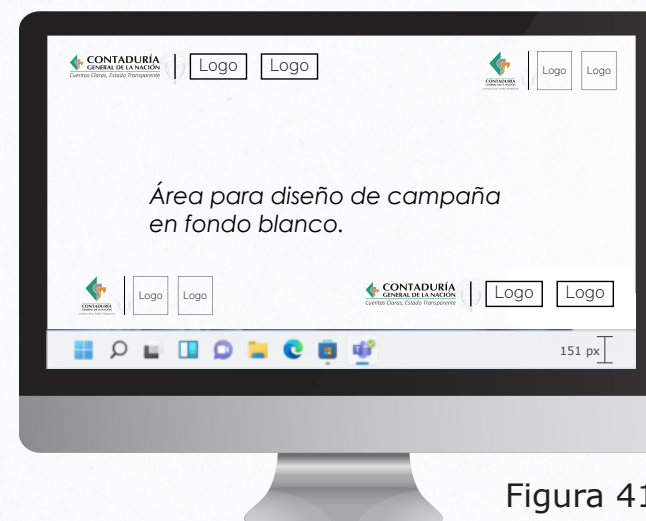 CONTADURÍA
GENERAL DE LA NACIÓN
Cuentas Claras, Estado Transparente
Logo
Logo
CONTADURÍA
Logo
Logo
Área para diseño de campaña
en fondo blanco.
CONTADURÍA
Logo
Logo
CONTADURÍA
GENERAL DE LA NACIÓN
Cuentas Claras, Estado Transparente
Logo
Logo
151 px
Figura 41